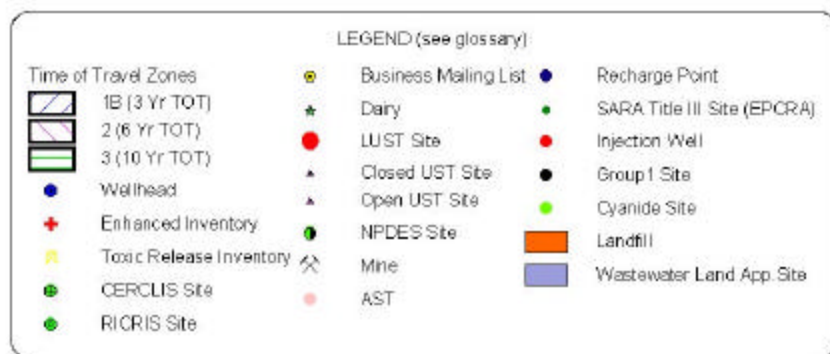 LEGEND (see glossary)
Time of Travel Zones
1B (3 Yr TOT)
2 (6 Yr TOT)
3 (10 Yr TOT)
Wellhead
Enhanced Inventory
Toxic Release Inventory
CERCLIS Site
RICRIS Site
Business Mailing List
Dairy
LUST Site
Closed UST Site
Open UST Site
NPDES Site
Mine
AST
Recharge Point
SARA Title III Site (EPCRA)
Injection Well
Group1 Site
Cyanide Site
Landfill
Wastewater Land App. Site